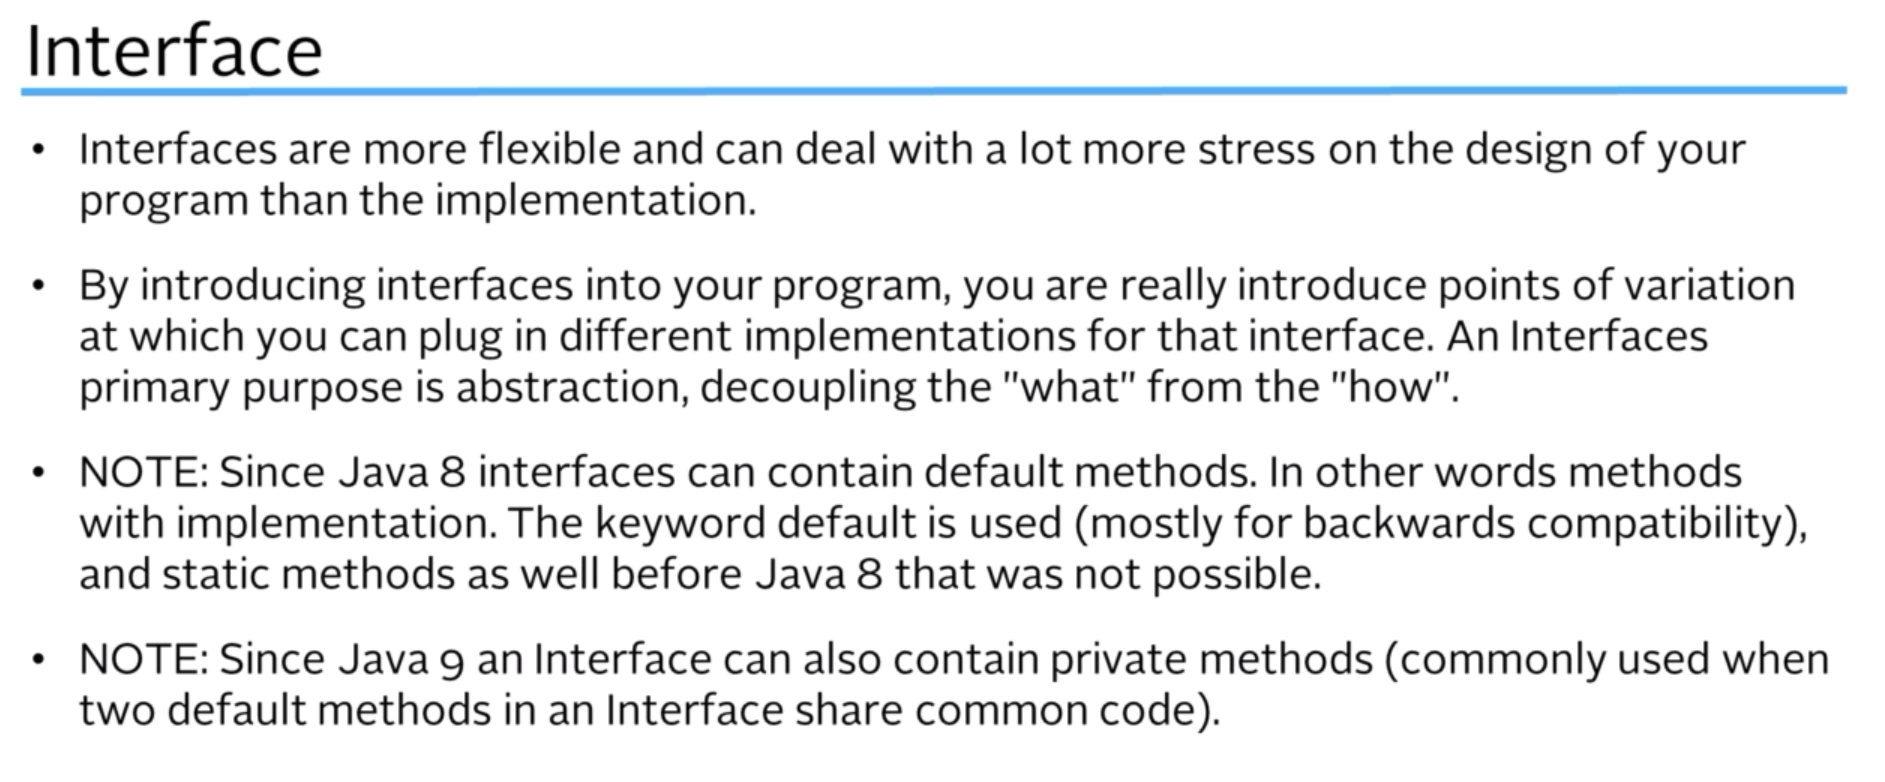 Interface
• Interfaces are more flexible and can deal with a lot more stress on the design of your
program than the implementation.
• By introducing interfaces into your program, you are really introduce points of variation
at which you can plug in different implementations for that interface. An Interfaces
primary purpose is abstraction, decoupling the "what" from the "how".
• NOTE: Since Java 8 interfaces can contain default methods. In other words methods
with implementation. The keyword default is used (mostly for backwards compatibility),
and static methods as well before Java 8 that was not possible.
• NOTE: Since Java 9 an Interface can also contain private methods (commonly used when
two default methods in an Interface share common code).